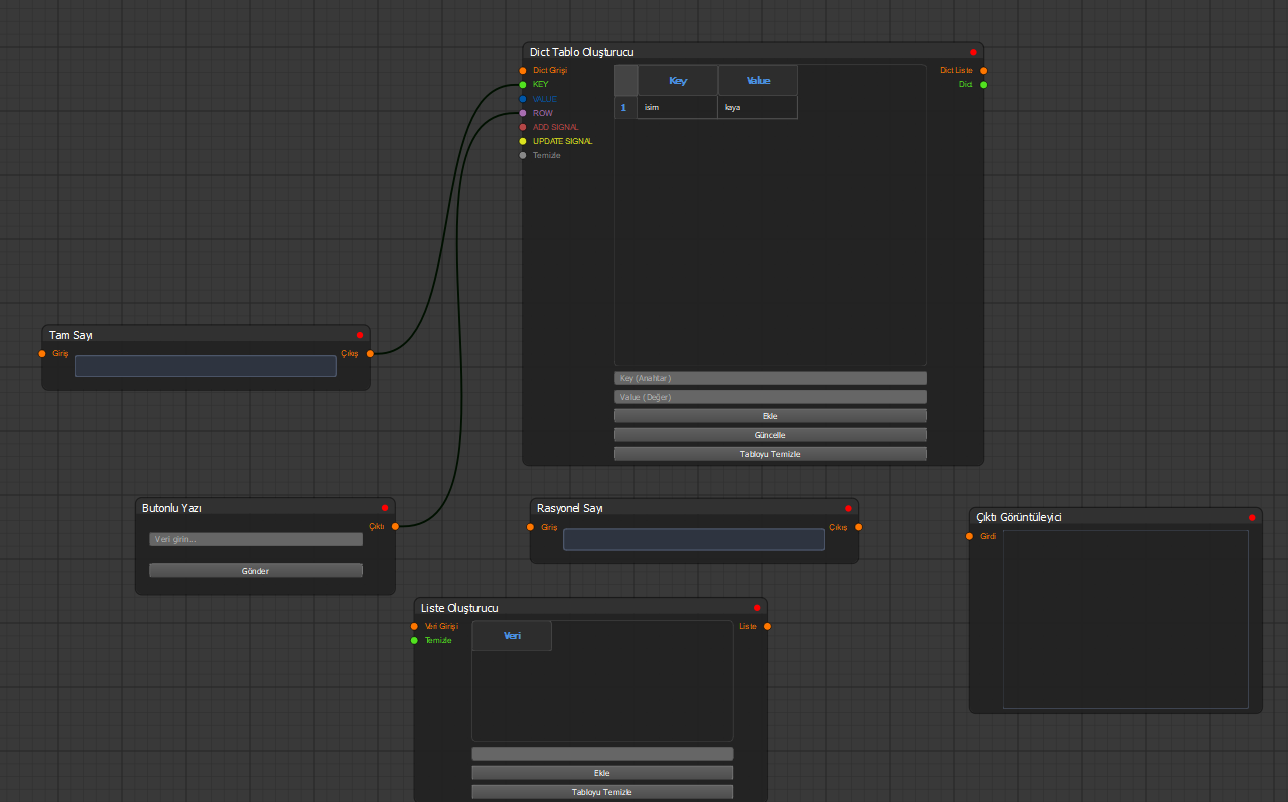 Dict Tablo Oluşturucu
Dict Girişi
KEY
VALUE
ROW
ADD SIGNAL
UPDATE SIGNAL
Temizle
Key
Value
1
isim
kaya
Dict Liste
Dict
Key (Anahtar)
Value (Değer)
Ekle
Güncelle
Tabloyu Temizle
Tam Sayı
Giriş
Çıkış
Butonlu Yazı
Çıktı
Veri girin...
Gönder
Rasyonel Sayı
Giriş
Çıkış
Çıktı Görüntüleyici
Girdi
Liste Oluşturucu
Veri Girişi
Temizle
Veri
Liste
Ekle
Tabloyu Temizle